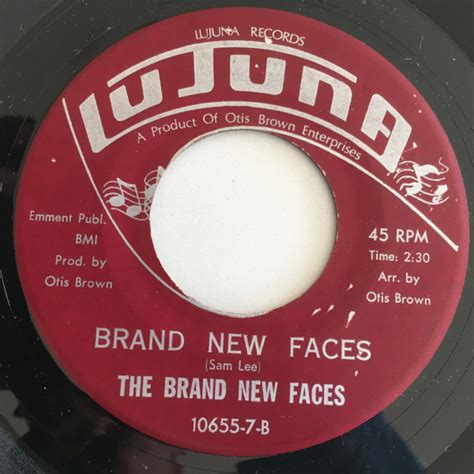 LUJUNA RECORDS
LuJunA
A Product Of Otis Brown Enterprises
Emment Publ.
BMI
Prod. by
Otis Brown
45 RPM
Time: 2:30
Arr. by
Otis Brown
BRAND NEW FACES
(Sam Lee)
THE BRAND NEW FACES
10655-7-B